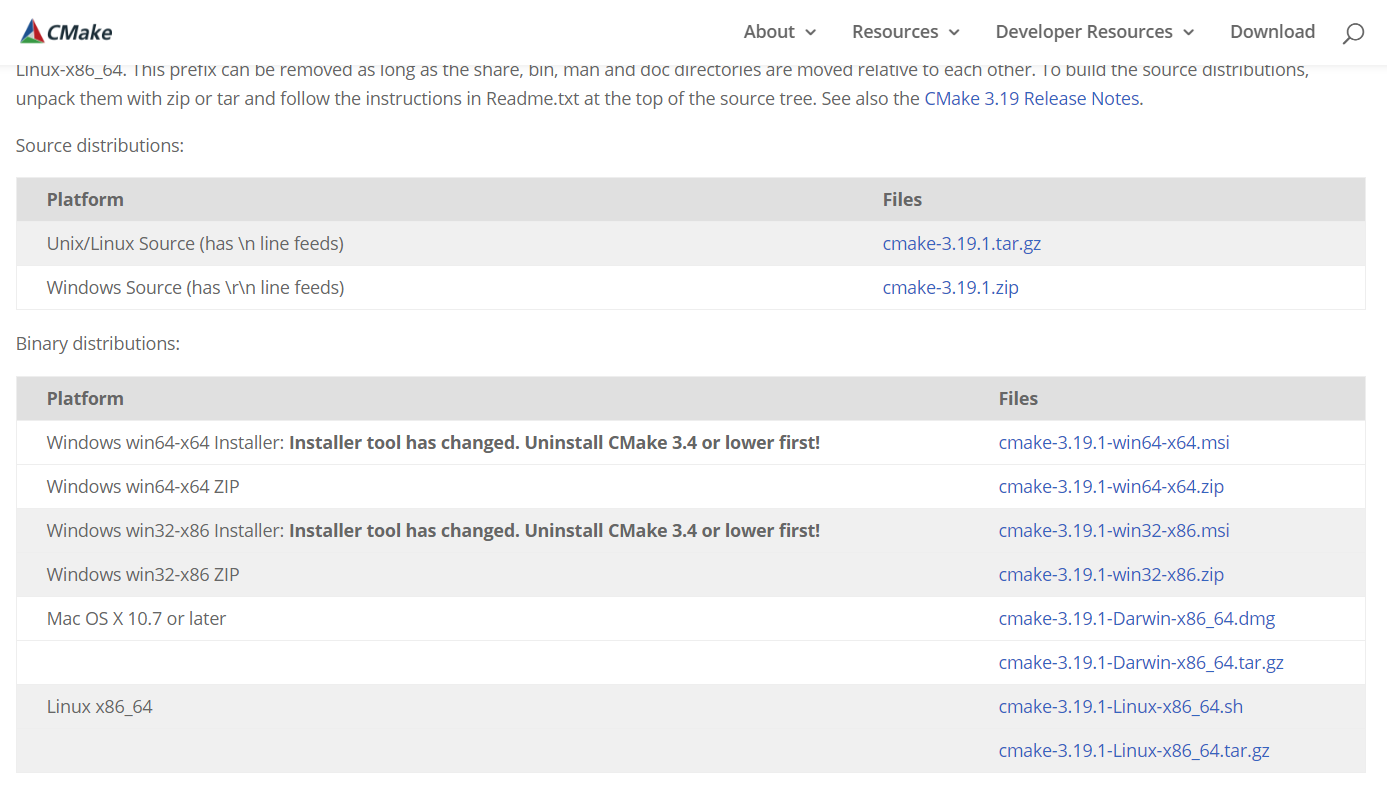 CMake
About
Resources
Developer Resources
Download
Linux-x86_64. This prefix can be removed as long as the share, bin, man and doc directories are moved relative to each other. To build the source distributions,
unpack them with zip or tar and follow the instructions in Readme.txt at the top of the source tree. See also the CMake 3.19 Release Notes.
Source distributions:
Platform Files
Unix/Linux Source (has \n line feeds) cmake-3.19.1.tar.gz
Windows Source (has \r\n line feeds) cmake-3.19.1.zip
Binary distributions:
Platform Files
Windows win64-x64 Installer: Installer tool has changed. Uninstall CMake 3.4 or lower first! cmake-3.19.1-win64-x64.msi
Windows win64-x64 ZIP cmake-3.19.1-win64-x64.zip
Windows win32-x86 Installer: Installer tool has changed. Uninstall CMake 3.4 or lower first! cmake-3.19.1-win32-x86.msi
Windows win32-x86 ZIP cmake-3.19.1-win32-x86.zip
Mac OS X 10.7 or later cmake-3.19.1-Darwin-x86_64.dmg
cmake-3.19.1-Darwin-x86_64.tar.gz
Linux x86_64 cmake-3.19.1-Linux-x86_64.sh
cmake-3.19.1-Linux-x86_64.tar.gz